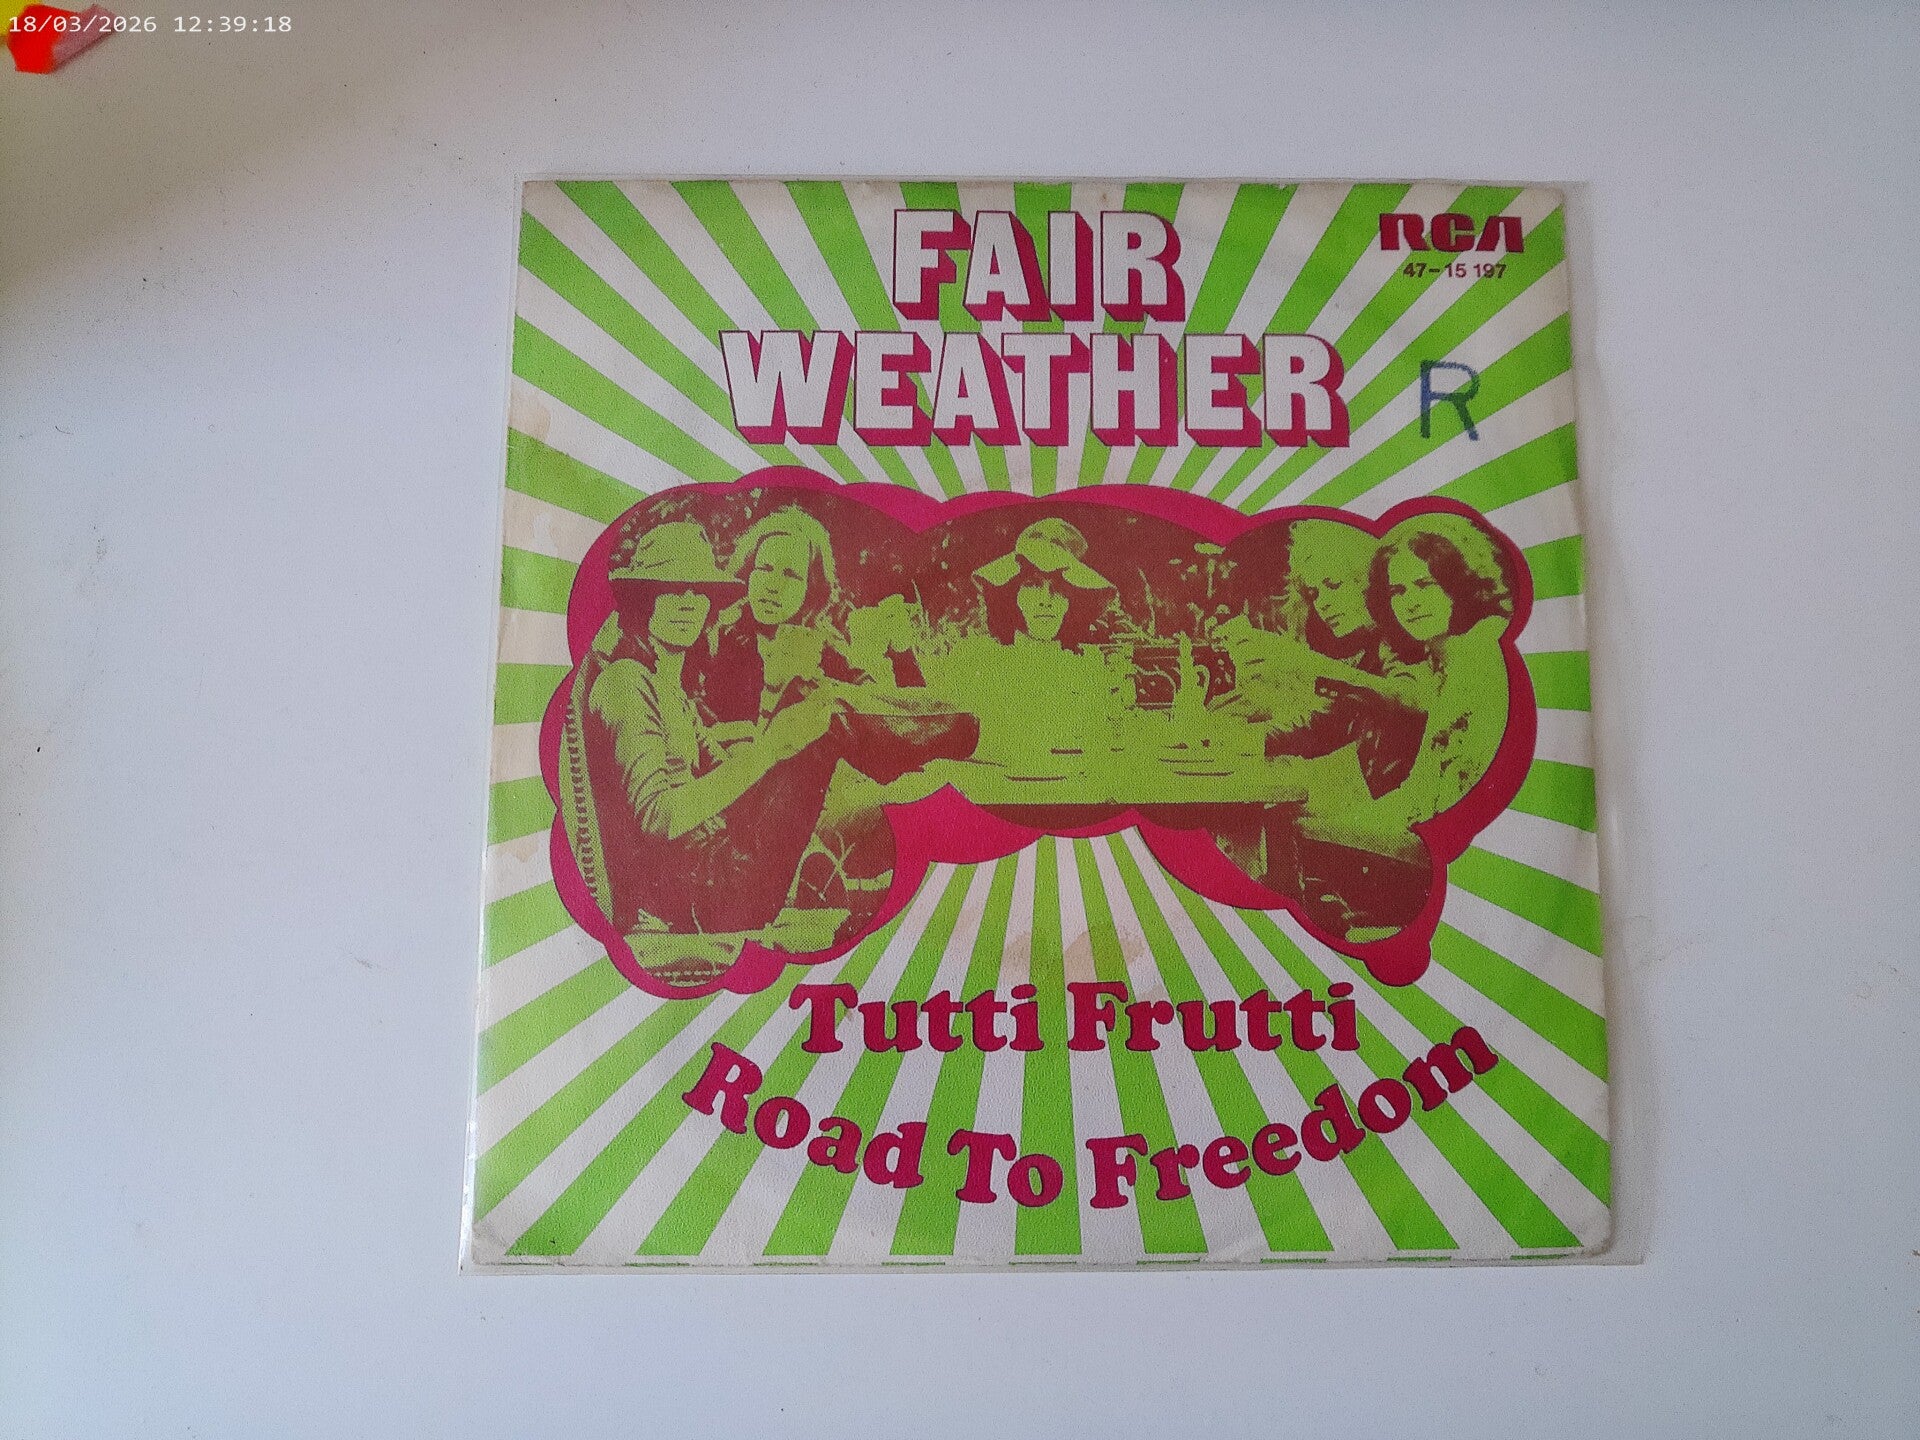 18/03/2026 12:39:18
FAIR
WEATHER
RCA
47-15 197
R
Tutti Frutti
Road To Freedom